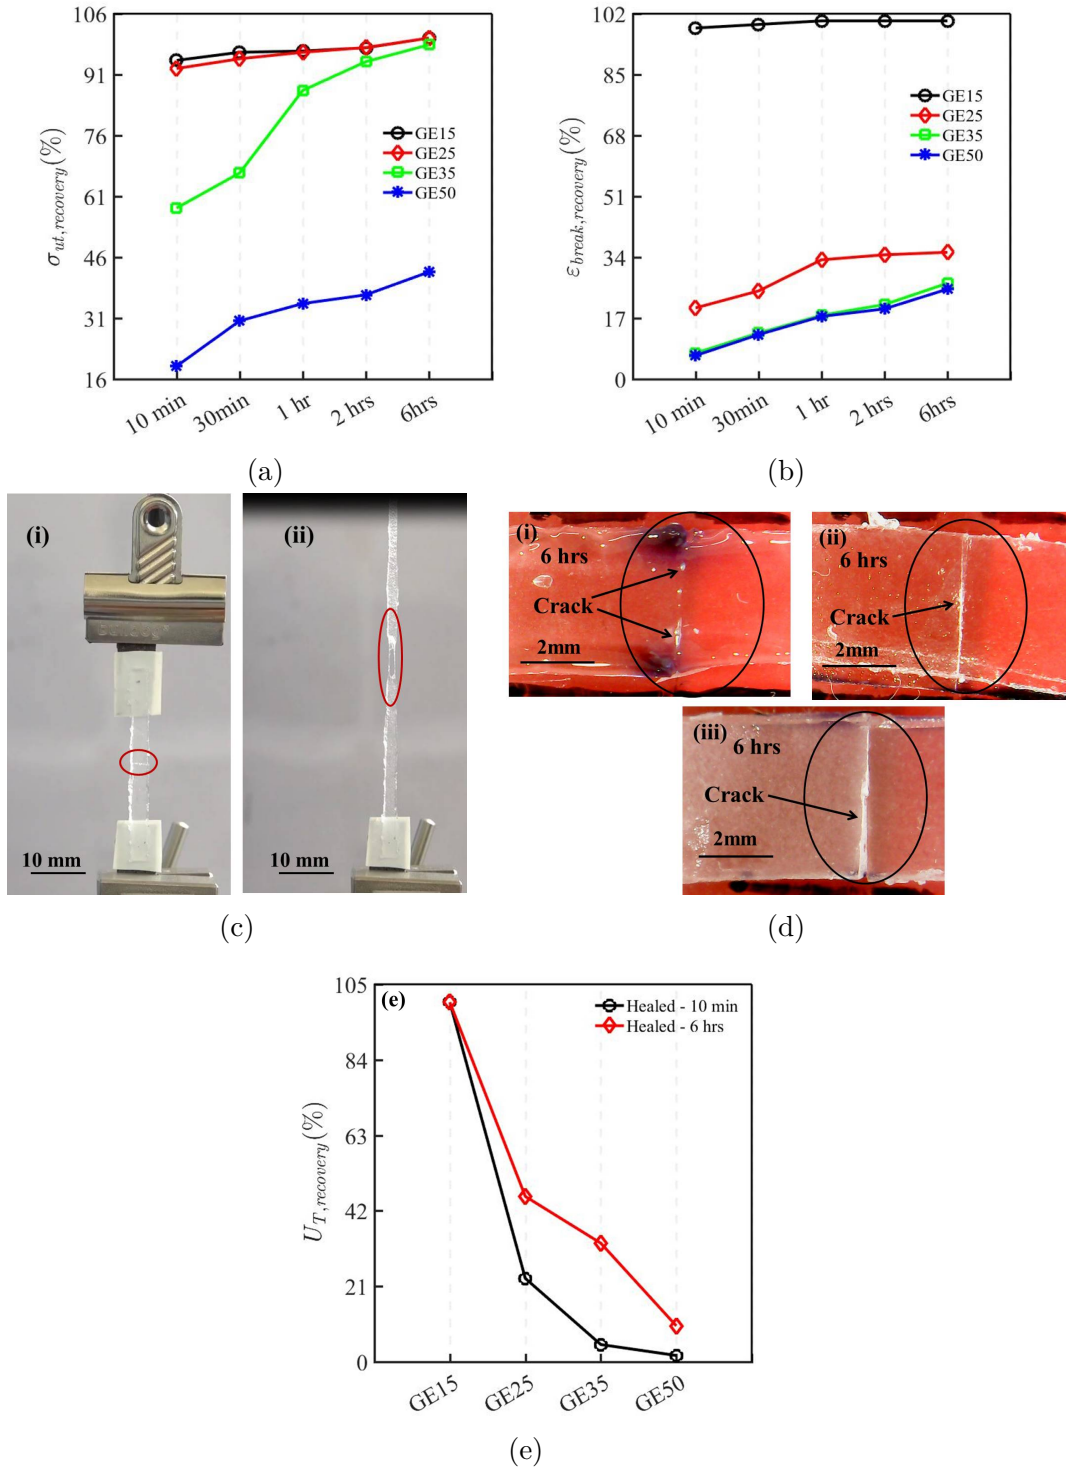 106
91
76
61
46
31
16
σut,recovery(%)
GE15
GE25
GE35
GE50
10 min
30min
1 hr
2 hrs
6hrs
(a)
102
85
68
51
34
17
0
εbreak,recovery(%)
GE15
GE25
GE35
GE50
10 min
30min
1 hr
2 hrs
6hrs
(b)
(i)
10 mm
(ii)
10 mm
(c)
(i)
6 hrs
Crack
2mm
(ii)
6 hrs
Crack
2mm
(iii)
6 hrs
Crack
2mm
(d)
(e)
105
84
63
42
21
0
UT,recovery(%)
Healed - 10 min
Healed - 6 hrs
GE15
GE25
GE35
GE50
(e)